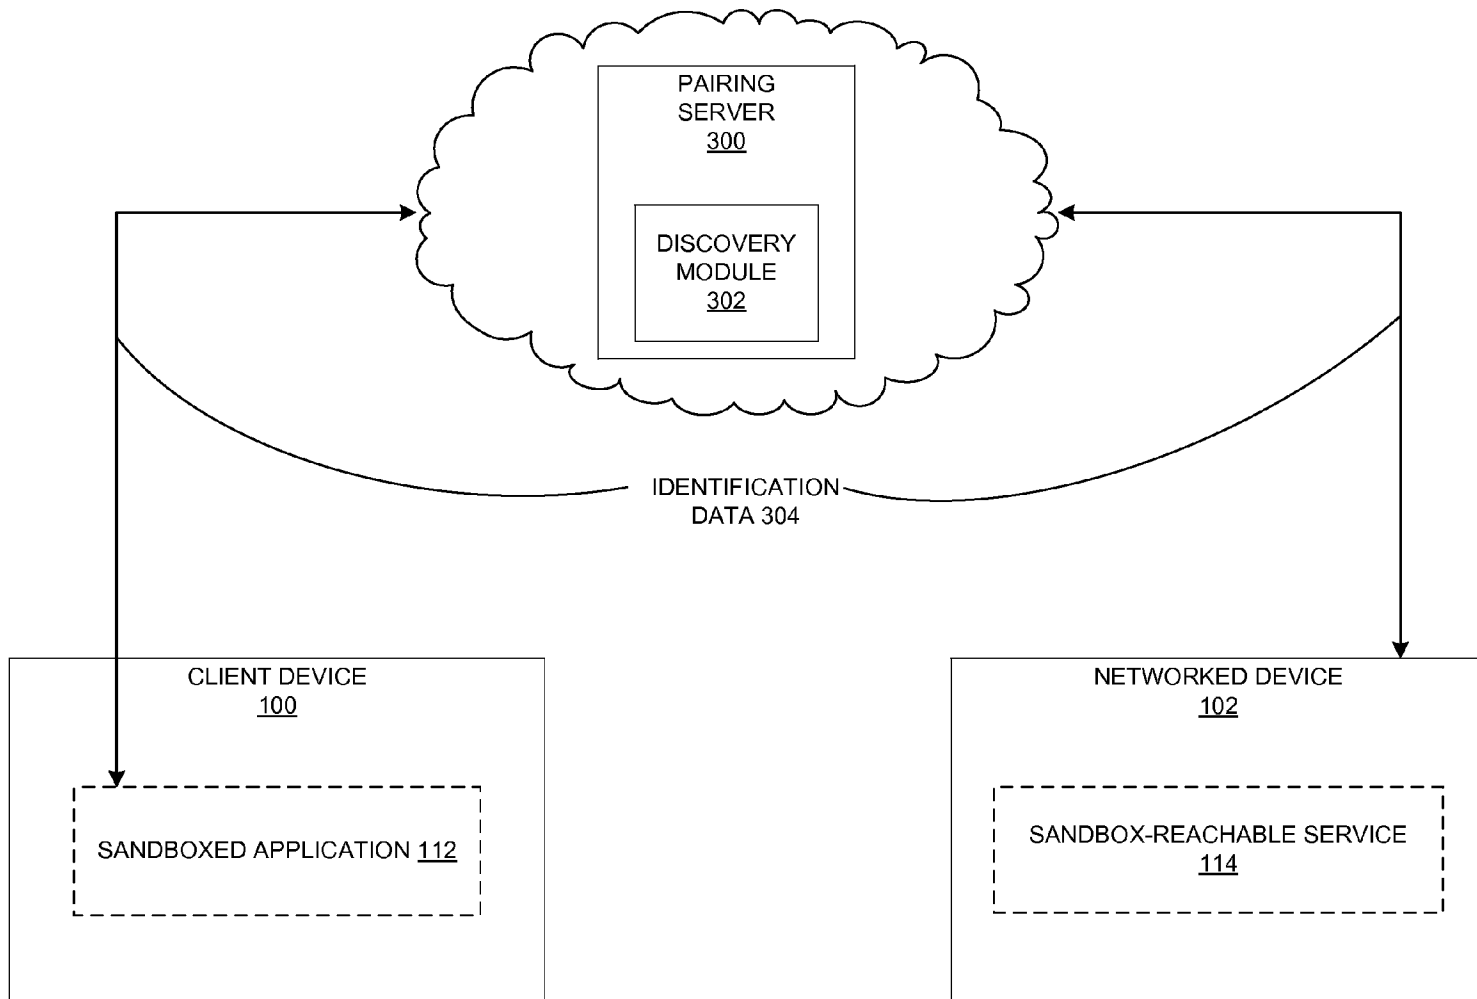 PAIRING
SERVER
300
DISCOVERY
MODULE
302
IDENTIFICATION
DATA 304
CLIENT DEVICE
100
SANDBOXED APPLICATION 112
NETWORKED DEVICE
102
SANDBOX-REACHABLE SERVICE
114